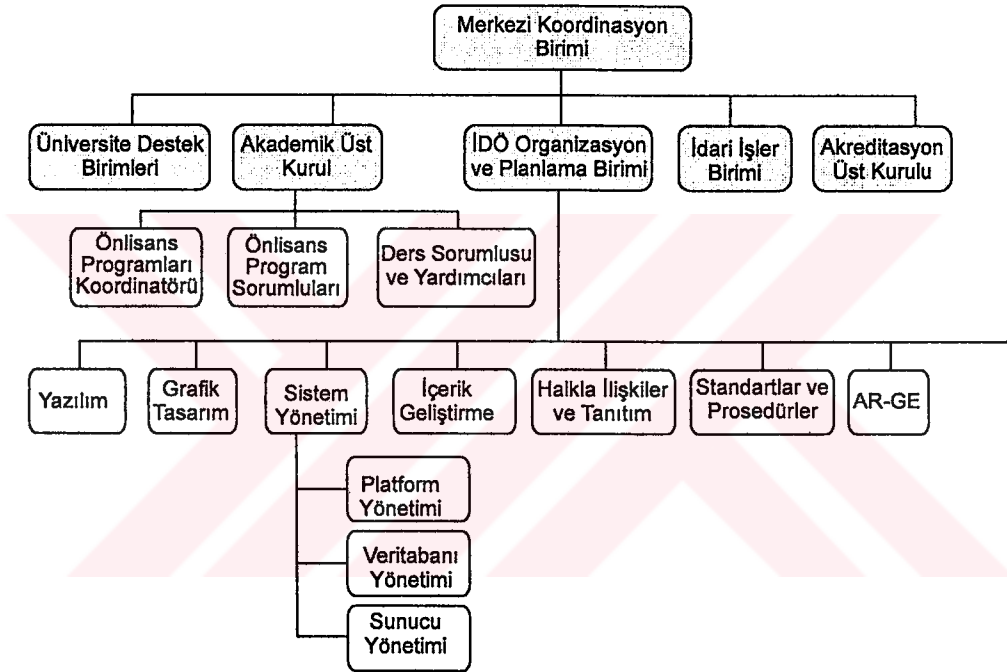 Merkezi Koordinasyon
Birimi
Üniversite Destek
Birimleri
Akademik Üst
Kurul
İDÖ Organizasyon
ve Planlama Birimi
İdari İşler
Birimi
Akreditasyon
Üst Kurulu
Önlisans
Programları
Koordinatörü
Önlisans
Program
Sorumluları
Ders Sorumlusu
ve Yardımcıları
Yazılım
Grafik
Tasarım
Sistem
Yönetimi
İçerik
Geliştirme
Halkla İlişkiler
ve Tanıtım
Standartlar ve
Prosedürler
AR-GE
Platform
Yönetimi
Veritabanı
Yönetimi
Sunucu
Yönetimi